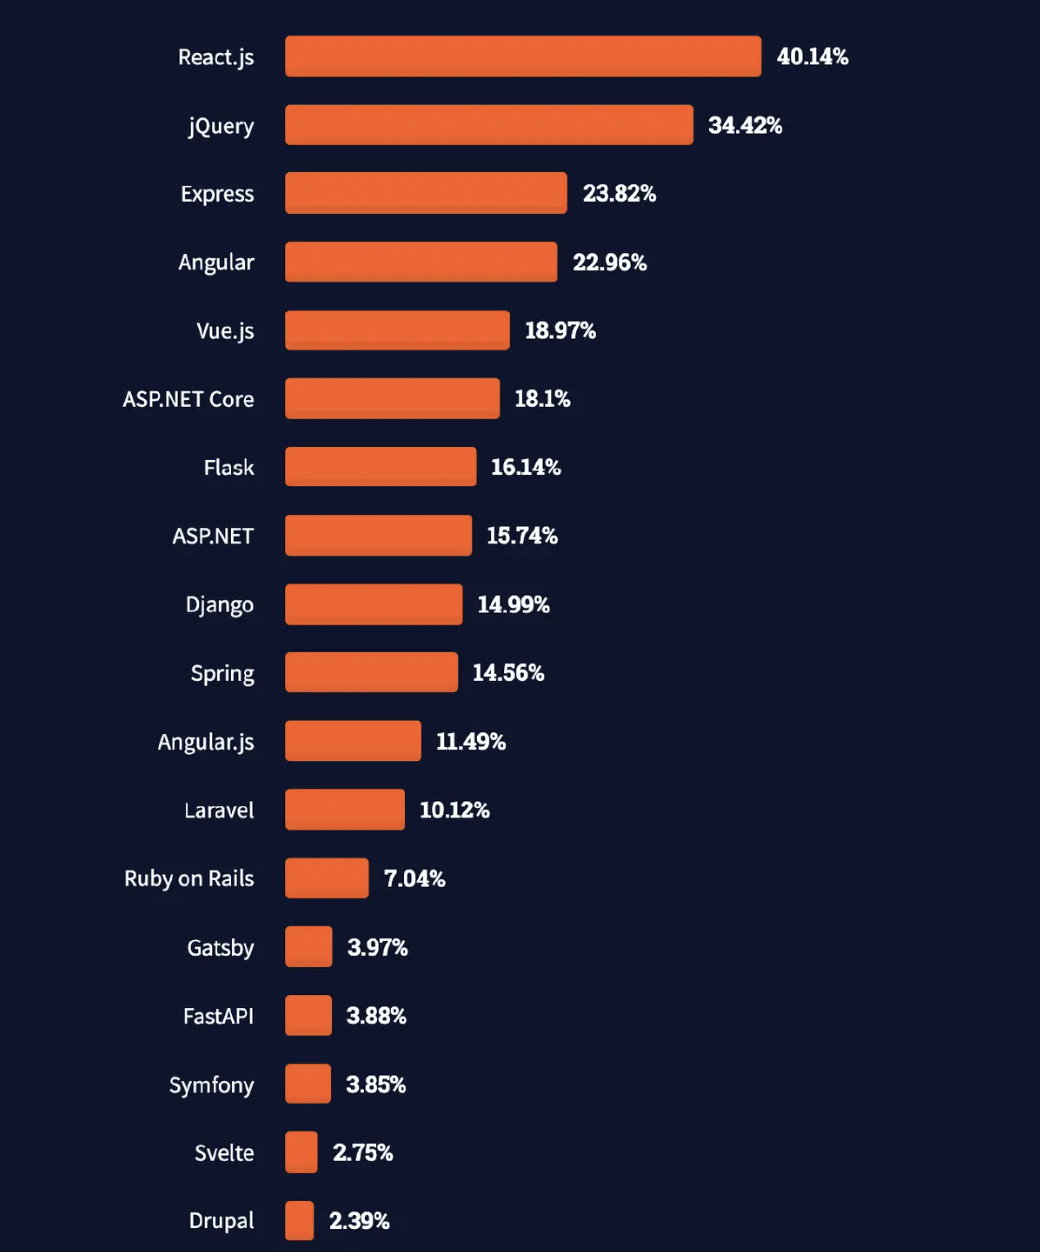 React.js 40.14%
jQuery 34.42%
Express 23.82%
Angular 22.96%
Vue.js 18.97%
ASP.NET Core 18.1%
Flask 16.14%
ASP.NET 15.74%
Django 14.99%
Spring 14.56%
Angular.js 11.49%
Laravel 10.12%
Ruby on Rails 7.04%
Gatsby 3.97%
FastAPI 3.88%
Symfony 3.85%
Svelte 2.75%
Drupal 2.39%